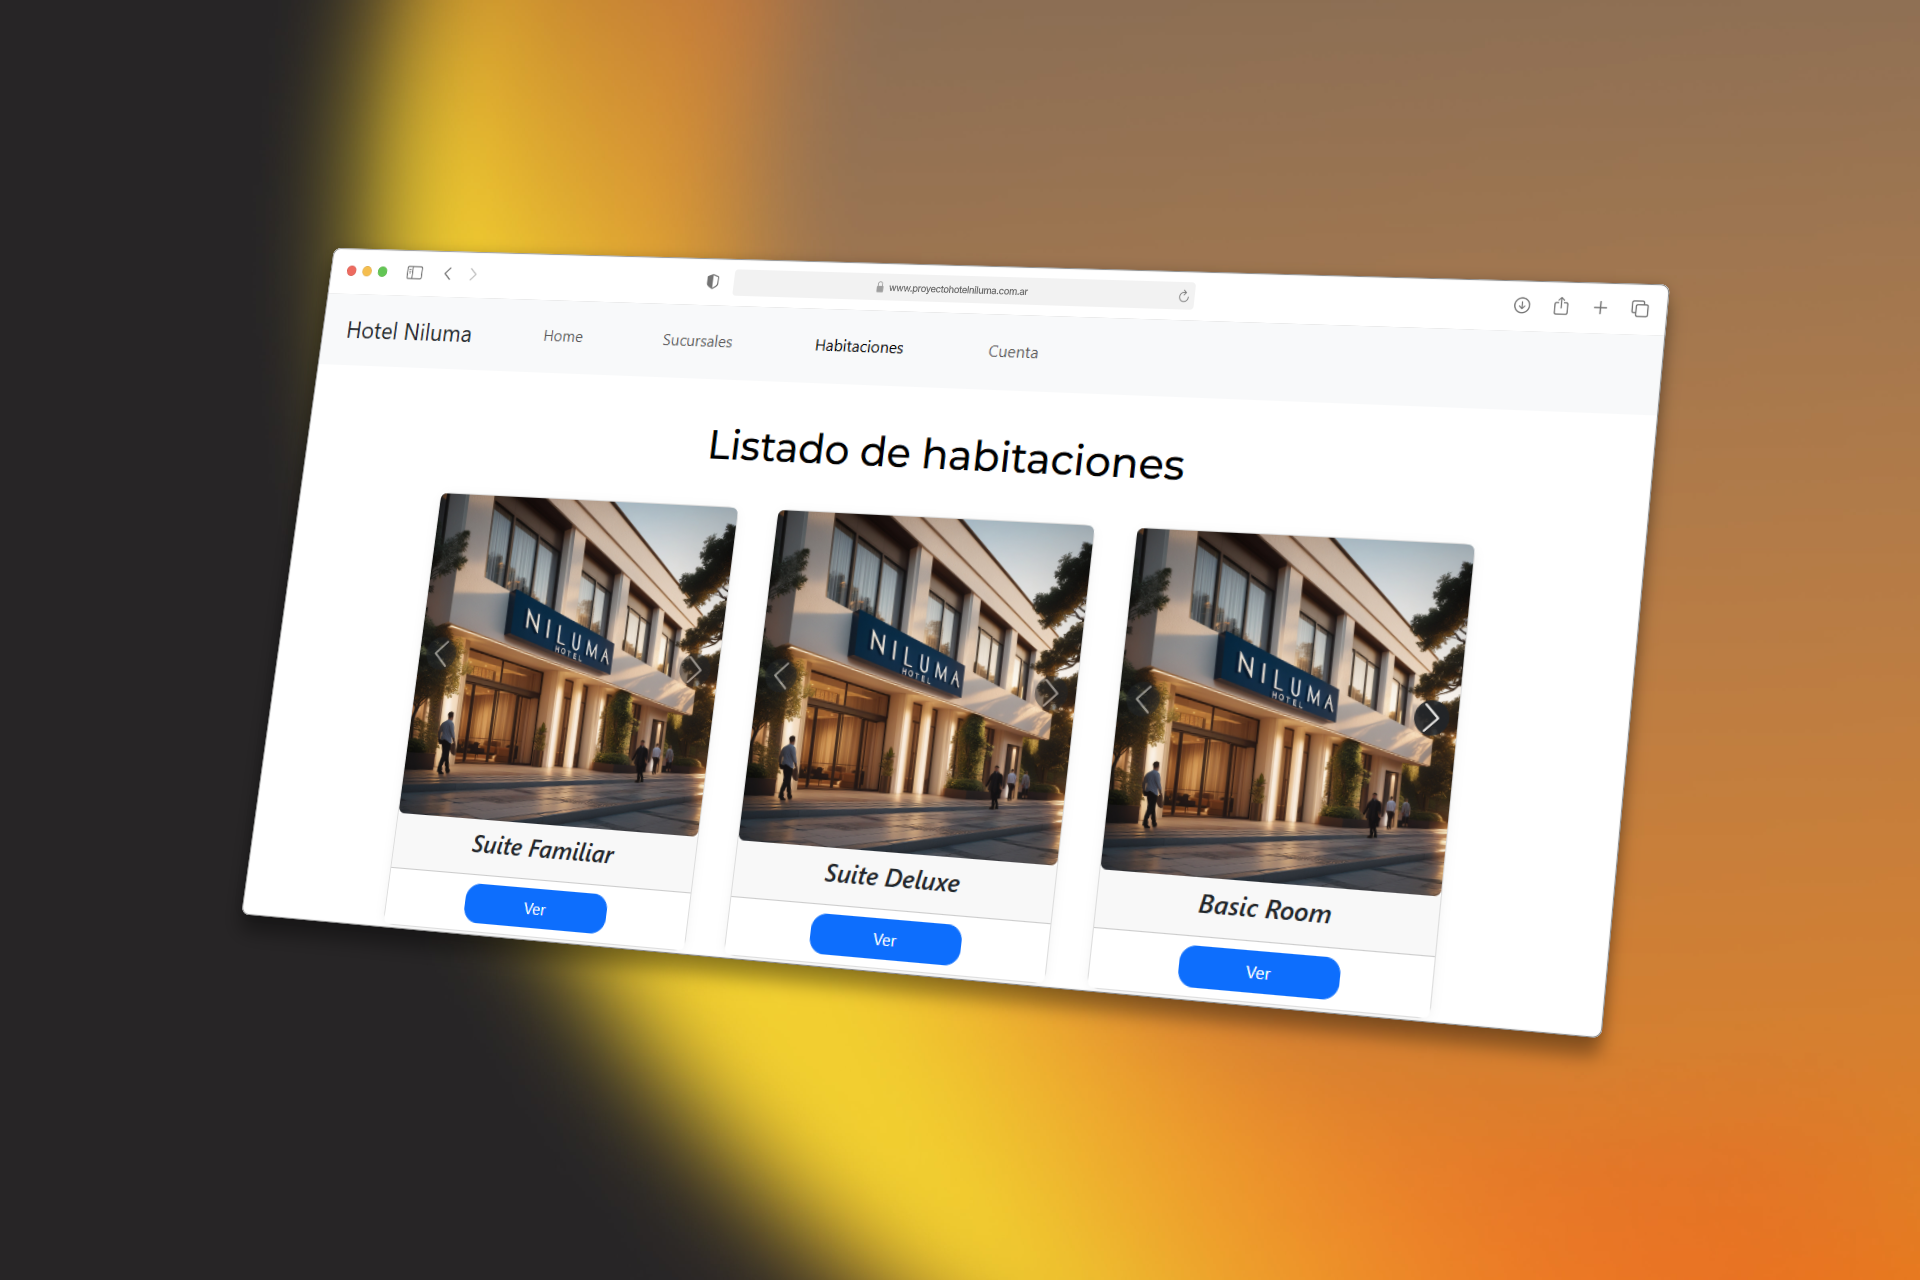 www.proyectohotelniluma.com.ar
Hotel Niluma
Home
Sucursales
Habitaciones
Cuenta
Listado de habitaciones
NILUMA
HOTEL
NILUMA
HOTEL
NILUMA
HOTEL
Suite Familiar
Suite Deluxe
Basic Room
Ver
Ver
Ver